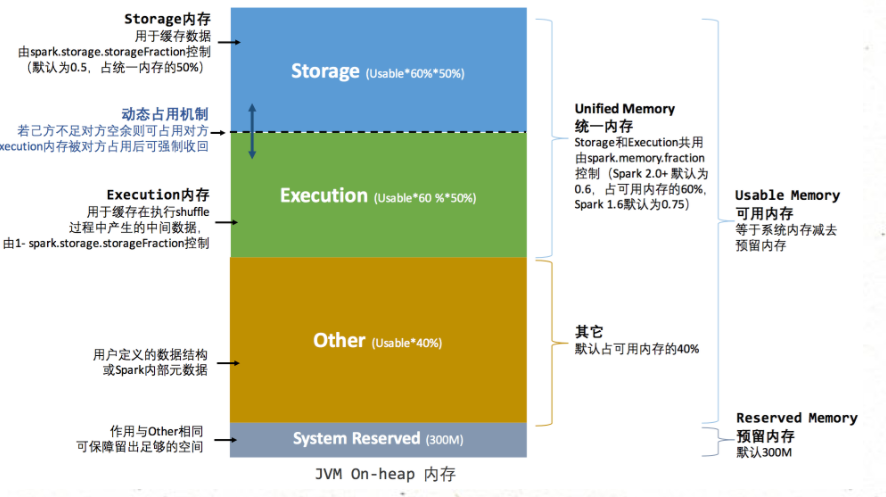 Storage内存
用于缓存数据
由spark.storage.storageFraction控制
（默认为0.5，占统一内存的50%）
动态占用机制
若己方不足对方空余则可占用对方
xecution内存被对方占用后可强制收回
Execution内存
用于缓存在执行shuffle
过程中产生的中间数据，
由1- spark.storage.storageFraction控制
用户定义的数据结构
或Spark内部元数据
作用与Other相同
可保障留出足够的空间
Storage (Usable*60%*50%)
Execution (Usable*60 %*50%)
Other (Usable*40%)
System Reserved (300M)
JVM On-heap 内存
Unified Memory
统一内存
Storage和Execution共用
由spark.memory.fraction
控制（Spark 2.0+ 默认为
0.6，占可用内存的60%,
Spark 1.6默认为0.75）
其它
默认占可用内存的40%
Usable Memory
可用内存
等于系统内存减去
预留内存
Reserved Memory
预留内存
默认300M